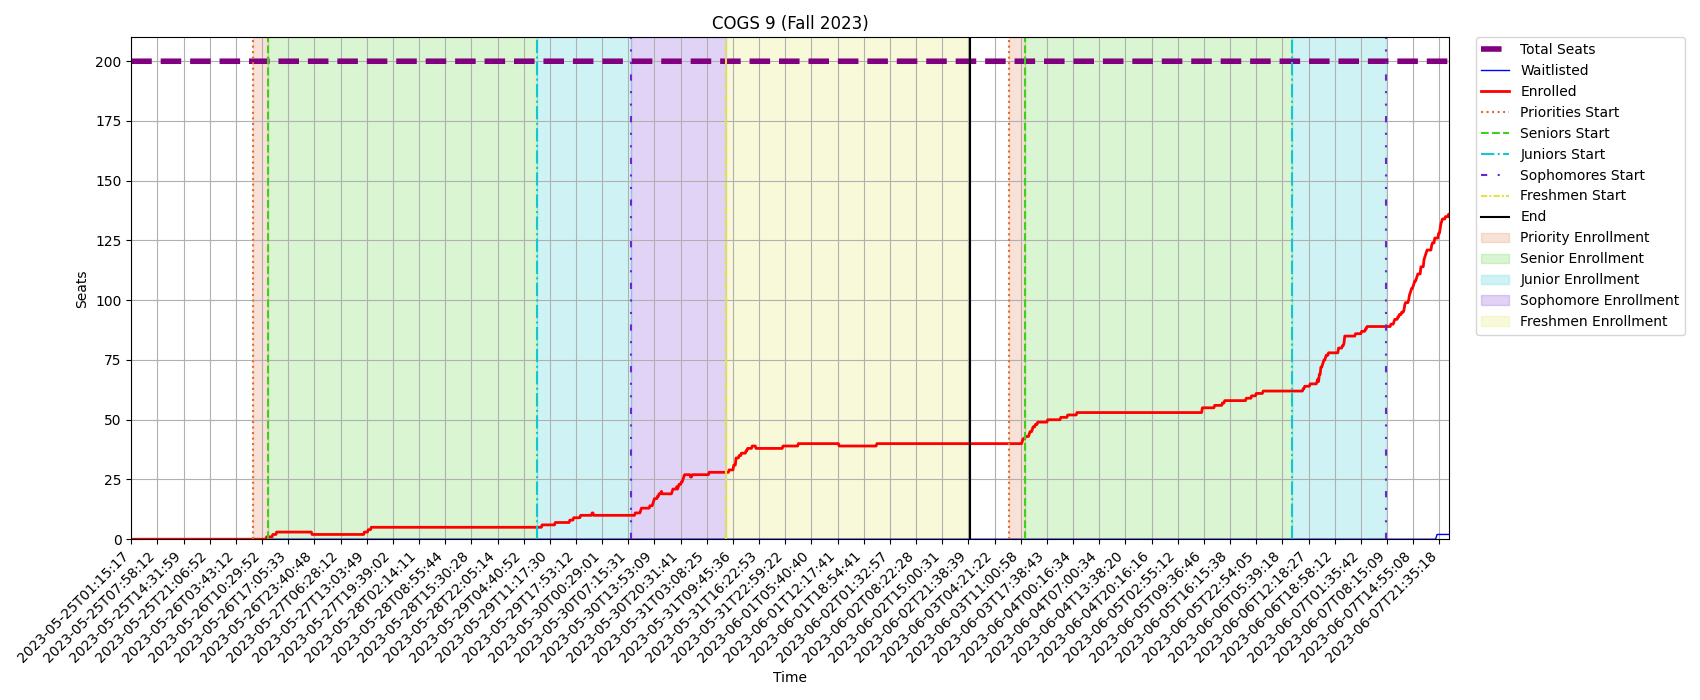 COGS 9 (Fall 2023)
Seats
200
175
150
125
100
75
50
25
0
2023-05-25T01:15:17
2023-05-25T07:58:12
2023-05-25T14:31:59
2023-05-25T21:06:52
2023-05-26T03:43:12
2023-05-26T10:29:52
2023-05-26T17:05:33
2023-05-26T23:40:48
2023-05-27T06:28:12
2023-05-27T13:03:49
2023-05-27T19:39:02
2023-05-28T02:14:11
2023-05-28T08:55:44
2023-05-28T15:30:28
2023-05-28T22:05:14
2023-05-29T04:40:52
2023-05-29T11:17:30
2023-05-29T17:53:12
2023-05-30T00:29:01
2023-05-30T07:15:31
2023-05-30T13:53:09
2023-05-30T20:31:41
2023-05-31T03:08:25
2023-05-31T09:45:36
2023-05-31T16:22:53
2023-05-31T22:59:22
2023-06-01T05:40:40
2023-06-01T12:17:41
2023-06-01T18:54:41
2023-06-02T01:32:57
2023-06-02T08:22:28
2023-06-02T15:00:31
2023-06-02T21:38:39
2023-06-03T04:21:22
2023-06-03T11:00:58
2023-06-03T17:38:43
2023-06-04T00:16:34
2023-06-04T07:00:34
2023-06-04T13:38:20
2023-06-04T20:16:16
2023-06-05T02:55:12
2023-06-05T09:36:46
2023-06-05T16:15:38
2023-06-05T22:54:05
2023-06-06T05:39:18
2023-06-06T12:18:27
2023-06-06T18:58:12
2023-06-07T01:35:42
2023-06-07T08:15:09
2023-06-07T14:55:08
2023-06-07T21:35:18
Time
Total Seats
Waitlisted
Enrolled
Priorities Start
Seniors Start
Juniors Start
Sophomores Start
Freshmen Start
End
Priority Enrollment
Senior Enrollment
Junior Enrollment
Sophomore Enrollment
Freshmen Enrollment